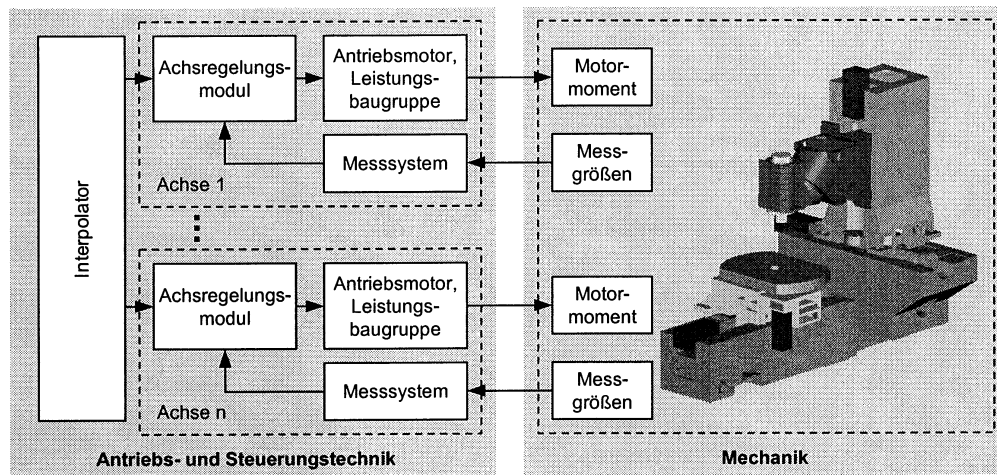 Interpolator
Achsregelungs-
modul
Antriebsmotor,
Leistungs-
baugruppe
Messsystem
Achse 1
Motor-
moment
Mess-
größen
Achsregelungs-
modul
Antriebsmotor,
Leistungs-
baugruppe
Messsystem
Achse n
Motor-
moment
Mess-
größen
Antriebs- und Steuerungstechnik
Mechanik